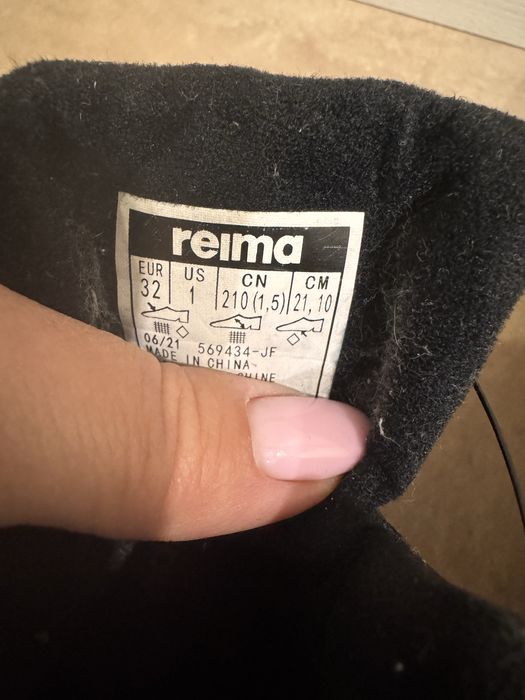 reima
EUR US CN CM
32 1 210(1,5) 21,10
06/21 569434-JF
MADE IN CHINA